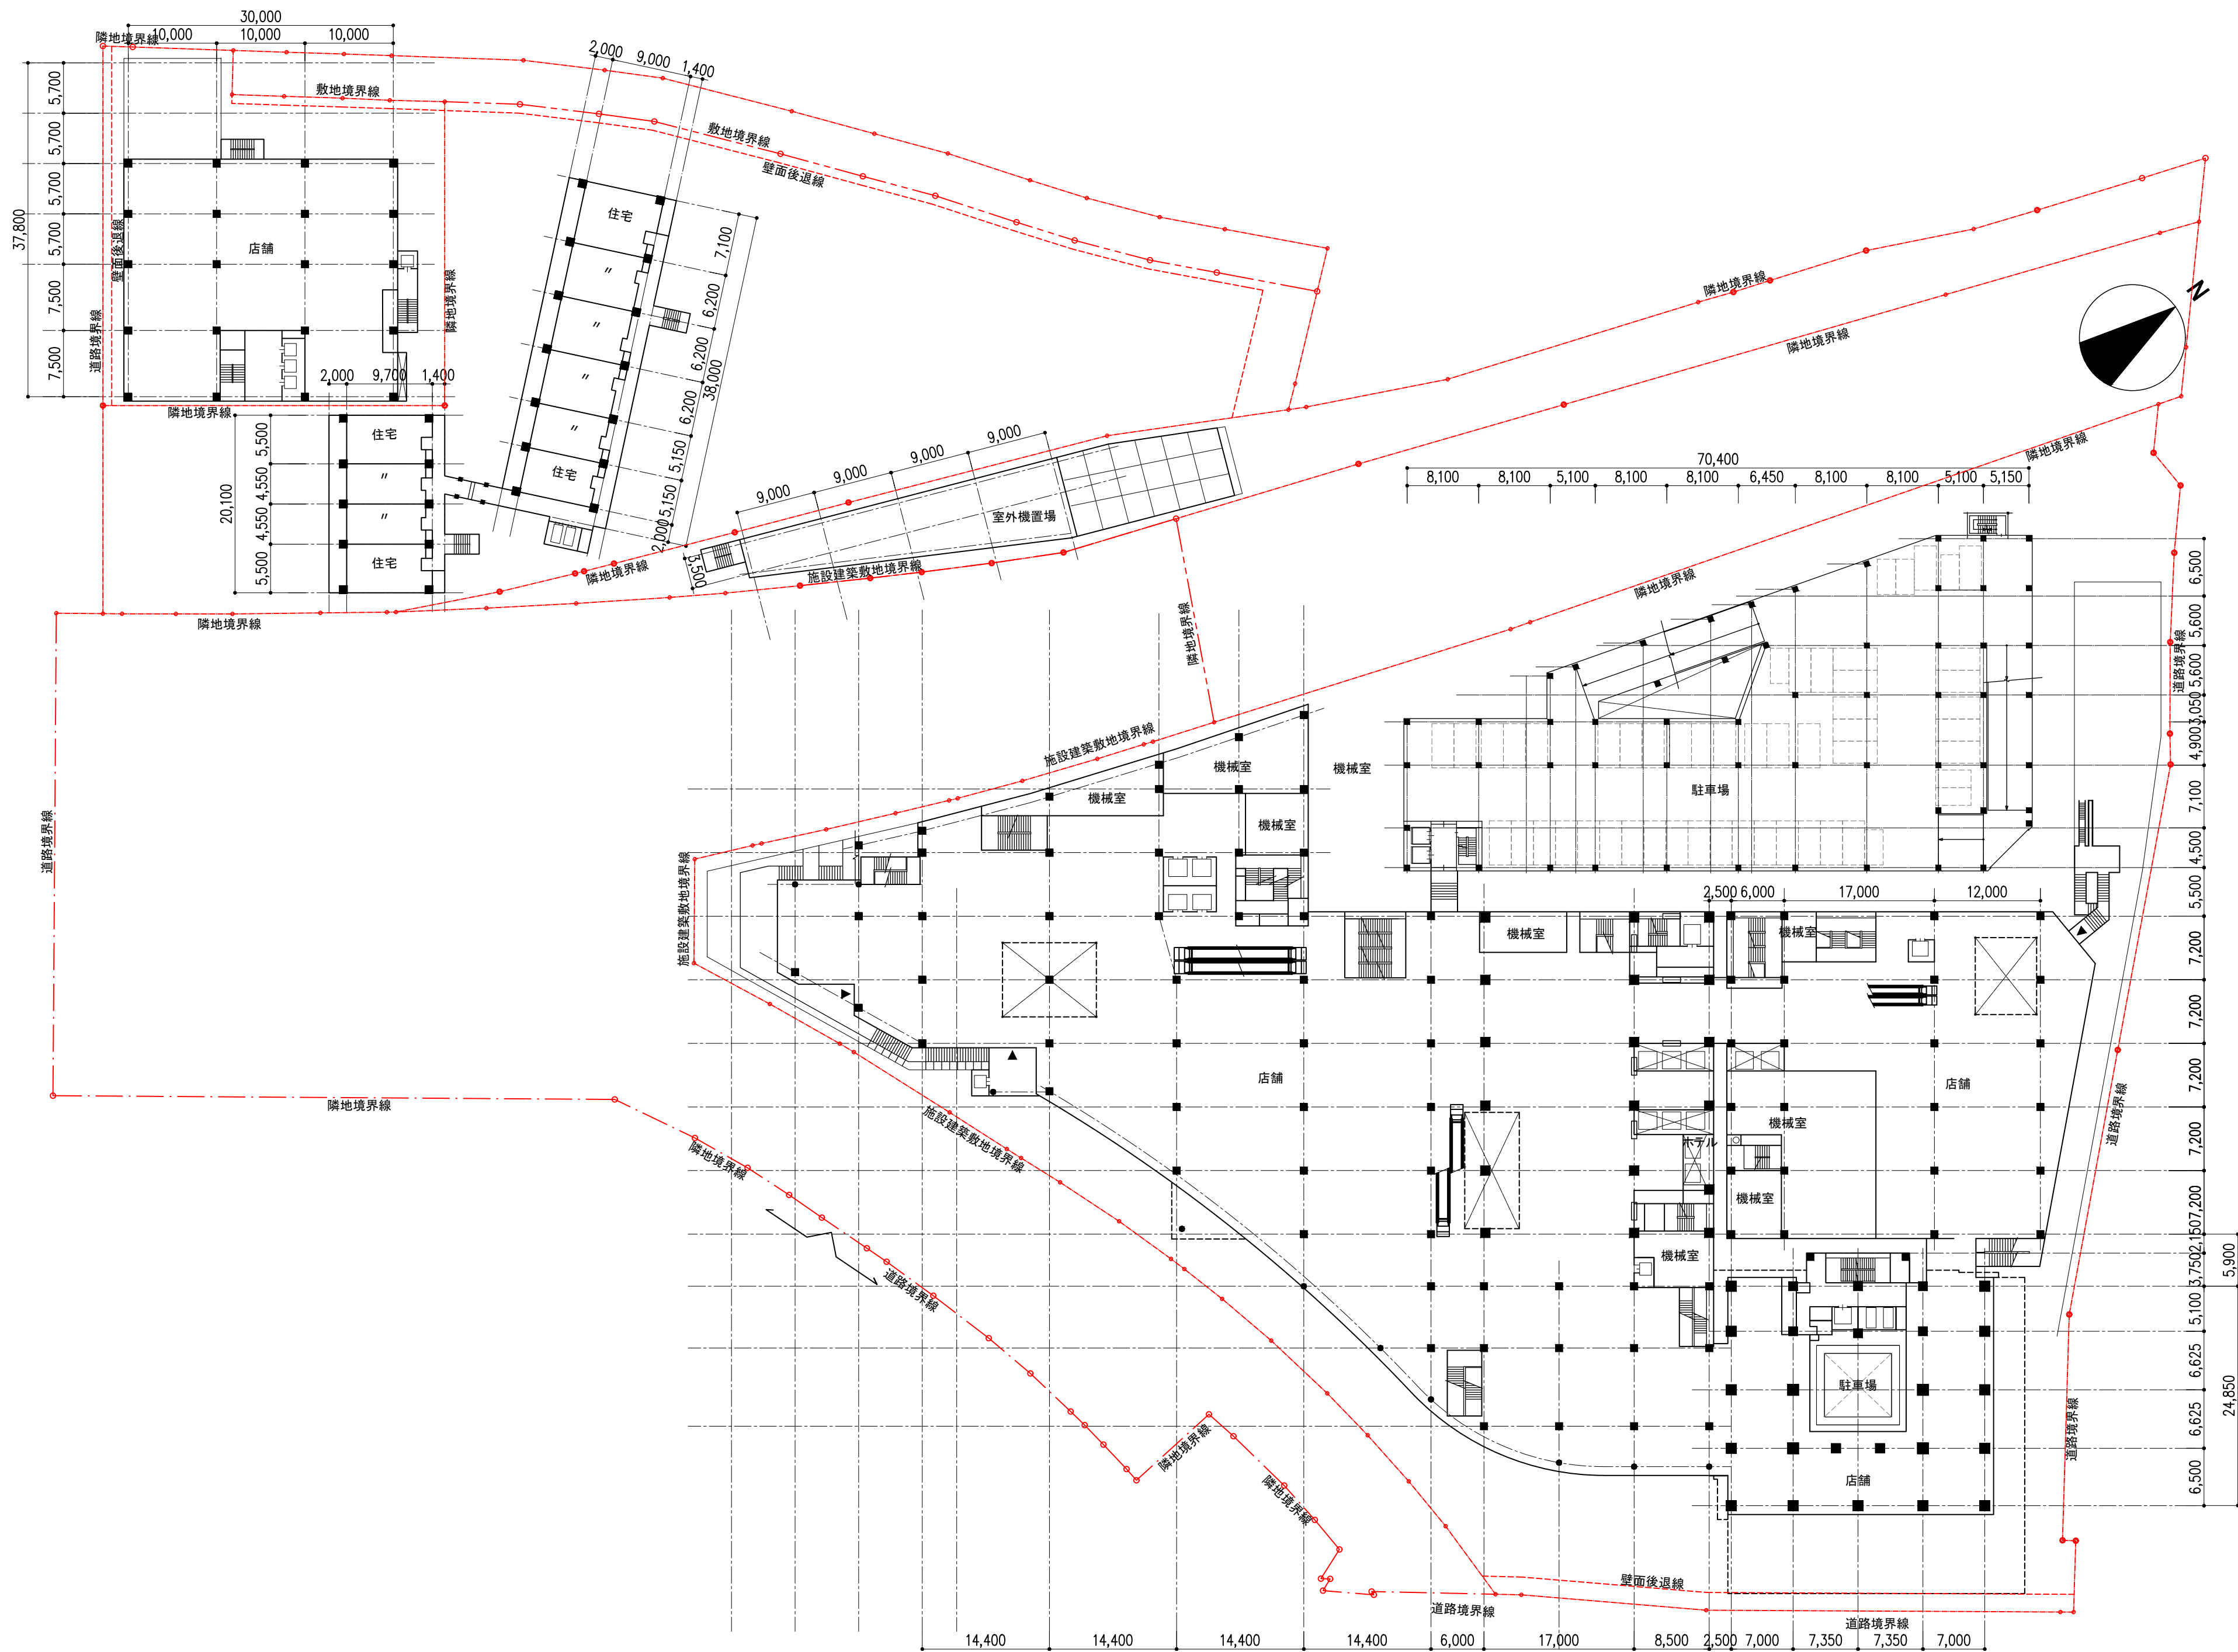 30,000
10,000
10,000
10,000
隣地境界線
敷地境界線
5,700
5,700
5,700
5,700
7,500
7,500
37,800
壁面後退線
道路境界線
店舗
隣地境界線
隣地境界線
2,000
9,000
1,400
敷地境界線
壁面後退線
住宅
〃
〃
〃
〃
住宅
7,100
6,200
6,200
6,200
5,150
5,150
2,000
38,000
2,000
9,700
1,400
5,500
4,550
4,550
5,500
20,100
住宅
〃
〃
住宅
隣地境界線
9,000
9,000
9,000
9,000
3,500
室外機置場
隣地境界線
施設建築敷地境界線
隣地境界線
隣地境界線
隣地境界線
N
隣地境界線
隣地境界線
70,400
8,100
8,100
5,100
8,100
8,100
6,450
8,100
8,100
5,100
5,150
駐車場
6,500
5,600
5,600
3,050
4,900
7,100
4,500
5,500
7,200
7,200
7,200
7,200
7,200
2,150
3,750
5,100
6,625
6,625
6,500
5,900
24,850
道路境界線
道路境界線
道路境界線
施設建築敷地境界線
施設建築敷地境界線
施設建築敷地境界線
機械室
機械室
機械室
機械室
2,500
6,000
17,000
12,000
機械室
機械室
店舗
店舗
機械室
ホテル
機械室
機械室
駐車場
店舗
道路境界線
隣地境界線
隣地境界線
道路境界線
隣地境界線
隣地境界線
壁面後退線
道路境界線
道路境界線
14,400
14,400
14,400
14,400
6,000
17,000
8,500
2,500
7,000
7,350
7,350
7,000